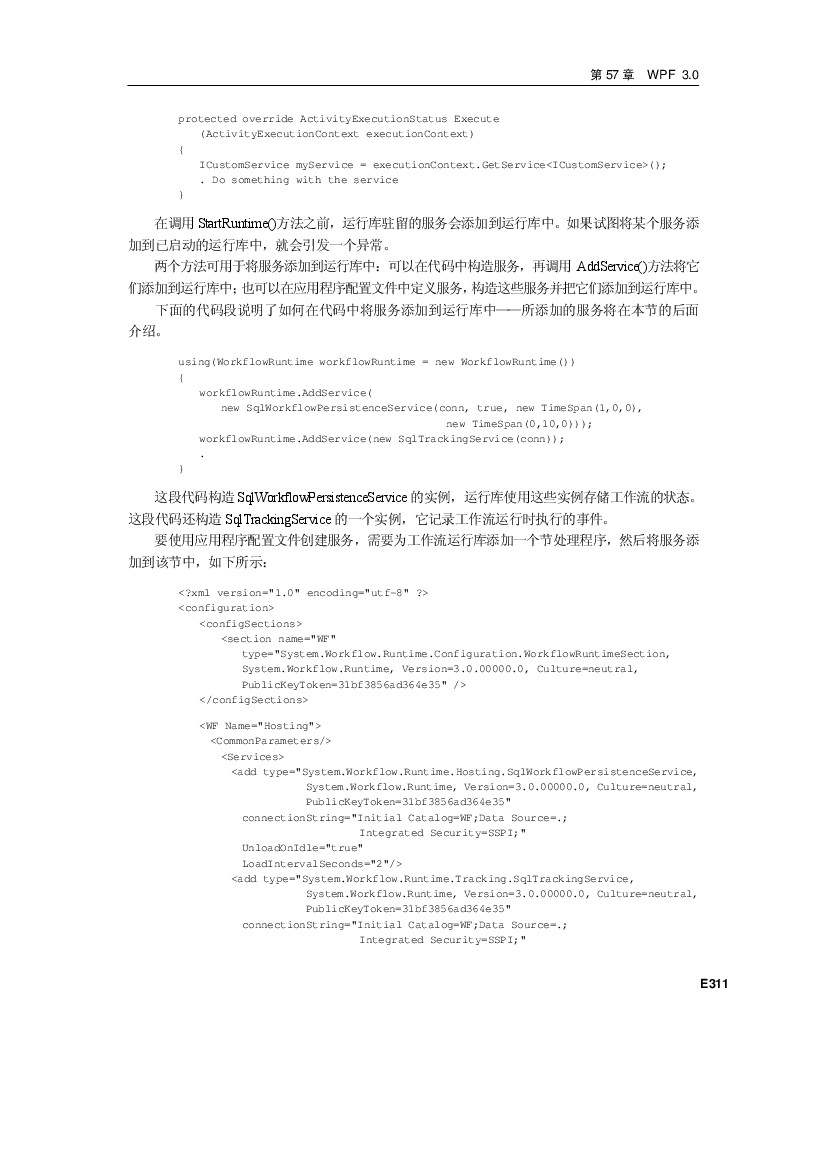 第 57 章 WPF 3.0
protected override ActivityExecutionStatus Execute
(ActivityExecutionContext executionContext)
{
ICustomService myService = executionContext.GetService<ICustomService>();
. Do something with the service
}
在调用 StartRuntime()方法之前，运行库驻留的服务会添加到运行库中。如果试图将某个服务添
加到已启动的运行库中，就会引发一个异常。
两个方法可用于将服务添加到运行库中：可以在代码中构造服务，再调用 AddService()方法将它
们添加到运行库中；也可以在应用程序配置文件中定义服务，构造这些服务并把它们添加到运行库中。
下面的代码段说明了如何在代码中将服务添加到运行库中——所添加的服务将在本节的后面
介绍。
using(WorkflowRuntime workflowRuntime = new WorkflowRuntime())
{
workflowRuntime.AddService(
new SqlWorkflowPersistenceService(conn, true, new TimeSpan(1,0,0),
new TimeSpan(0,10,0)));
workflowRuntime.AddService(new SqlTrackingService(conn));
.
}
这段代码构造 SqlWorkflowPersistenceService 的实例，运行库使用这些实例存储工作流的状态。
这段代码还构造 SqlTrackingService 的一个实例，它记录工作流运行时执行的事件。
要使用应用程序配置文件创建服务，需要为工作流运行库添加一个节处理程序，然后将服务添
加到该节中，如下所示：
<?xml version="1.0" encoding="utf-8" ?>
<configuration>
<configSections>
<section name="WF"
type="System.Workflow.Runtime.Configuration.WorkflowRuntimeSection,
System.Workflow.Runtime, Version=3.0.00000.0, Culture=neutral,
PublicKeyToken=31bf3856ad364e35" />
</configSections>
<WF Name="Hosting">
<CommonParameters/>
<Services>
<add type="System.Workflow.Runtime.Hosting.SqlWorkflowPersistenceService,
System.Workflow.Runtime, Version=3.0.00000.0, Culture=neutral,
PublicKeyToken=31bf3856ad364e35"
connectionString="Initial Catalog=WF;Data Source=.;
Integrated Security=SSPI;"
UnloadOnIdle="true"
LoadIntervalSeconds="2"/>
<add type="System.Workflow.Runtime.Tracking.SqlTrackingService,
System.Workflow.Runtime, Version=3.0.00000.0, Culture=neutral,
PublicKeyToken=31bf3856ad364e35"
connectionString="Initial Catalog=WF;Data Source=.;
Integrated Security=SSPI;"
E311